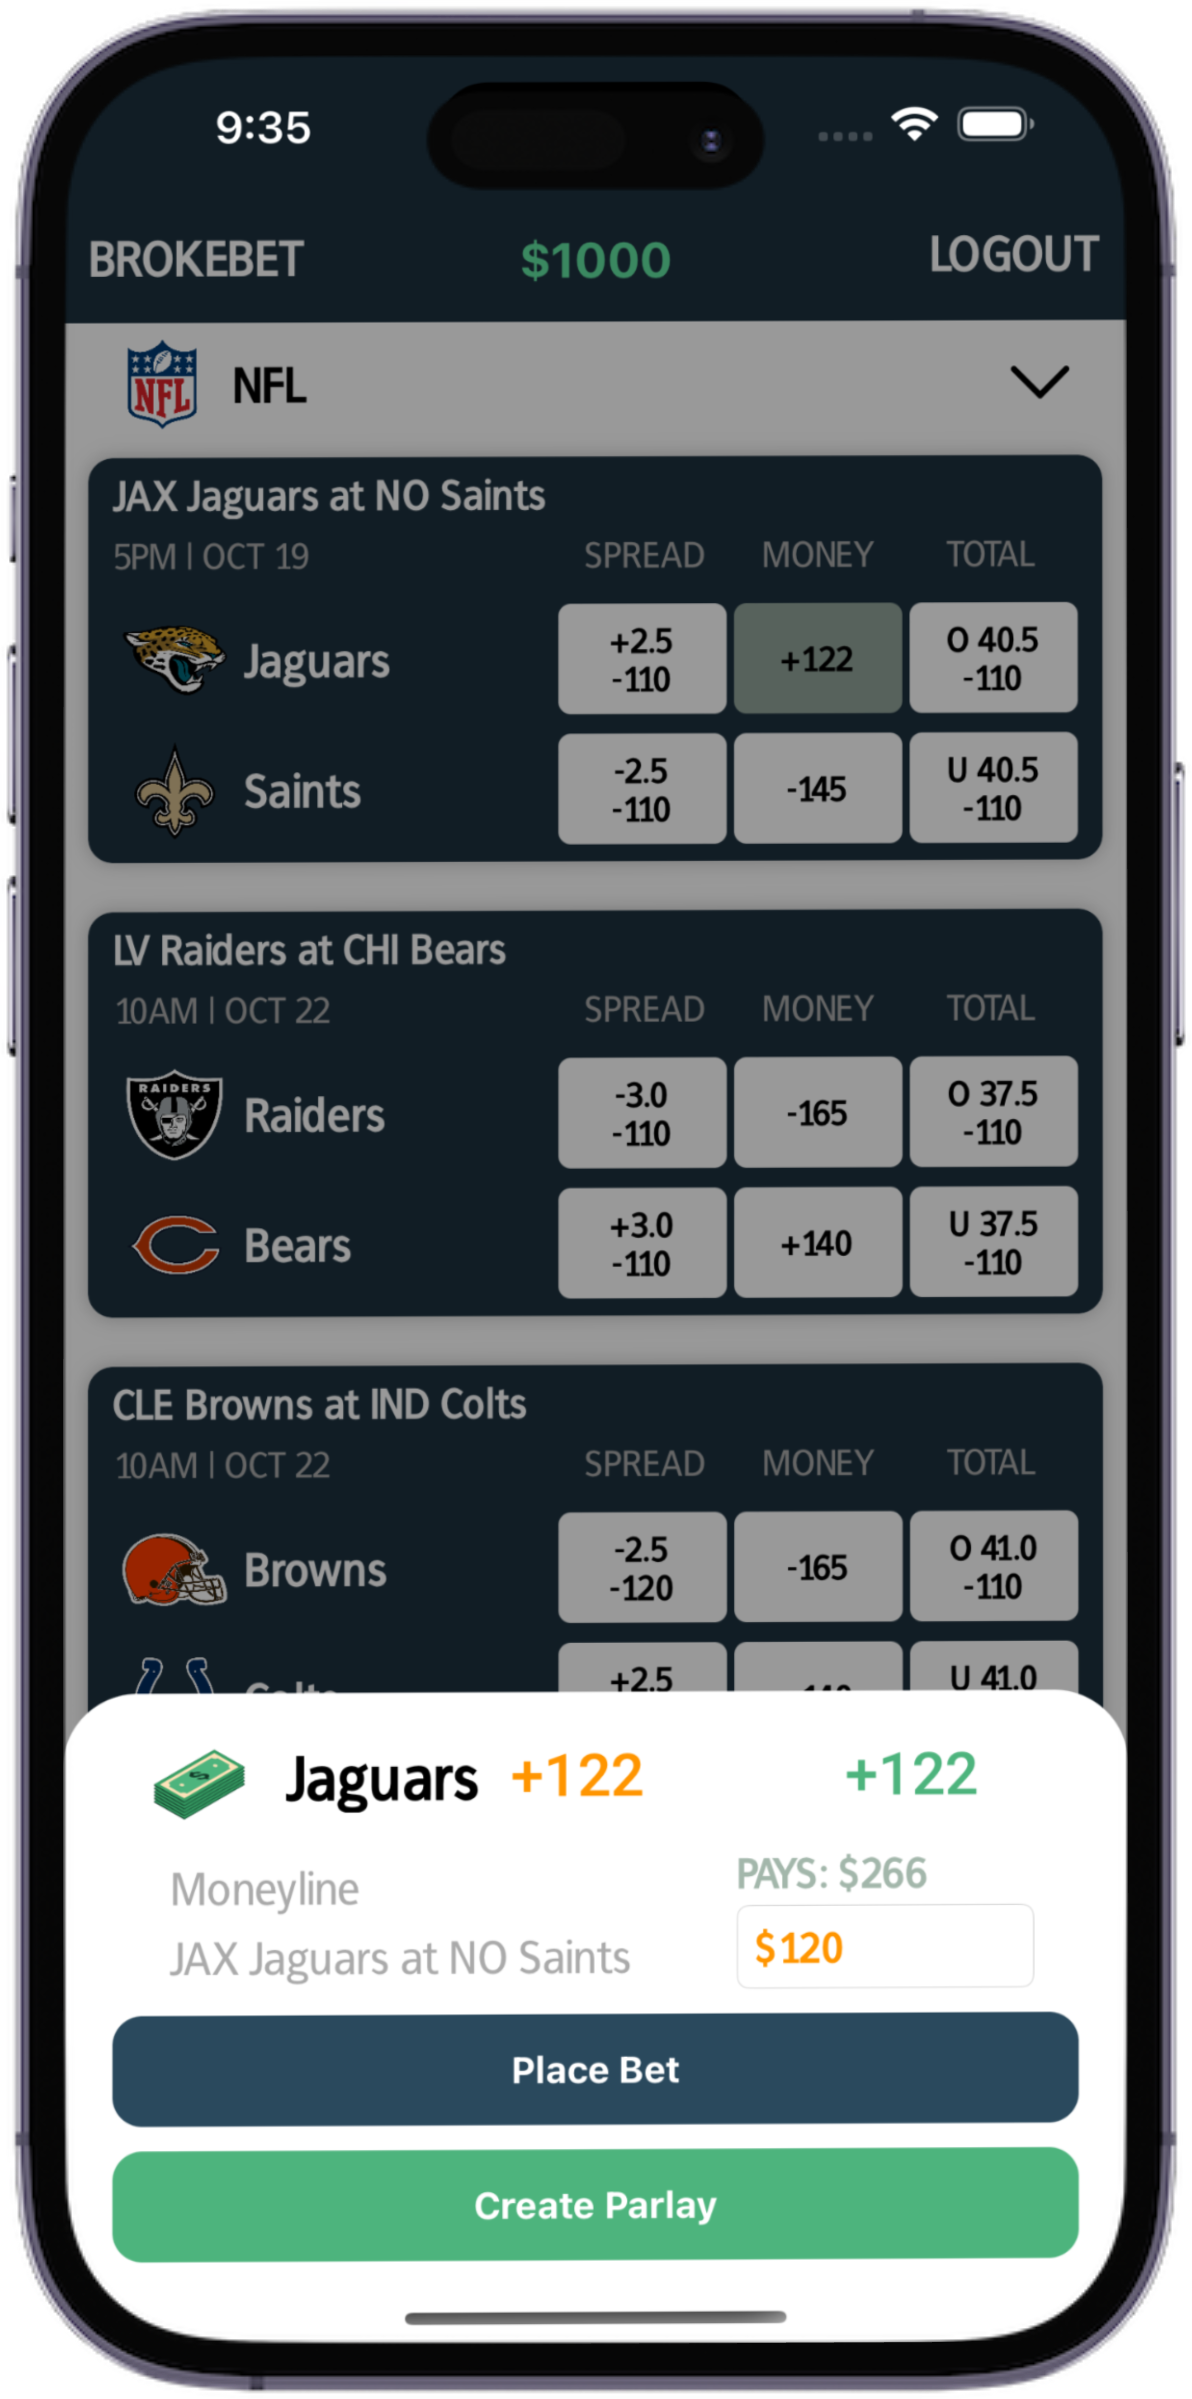 9:35
BROKEBET $1000 LOGOUT
NFL NFL
JAX Jaguars at NO Saints
5PM | OCT 19 SPREAD MONEY TOTAL
Jaguars +2.5 -110 +122 O 40.5 -110
Saints -2.5 -110 -145 U 40.5 -110
LV Raiders at CHI Bears
10AM | OCT 22 SPREAD MONEY TOTAL
RAIDERS Raiders -3.0 -110 -165 O 37.5 -110
Bears +3.0 -110 +140 U 37.5 -110
CLE Browns at IND Colts
10AM | OCT 22 SPREAD MONEY TOTAL
Browns -2.5 -120 -165 O 41.0 -110
Colts +2.5 U 41.0
$ Jaguars +122 +122
Moneyline PAYS: $266
JAX Jaguars at NO Saints $120
Place Bet
Create Parlay